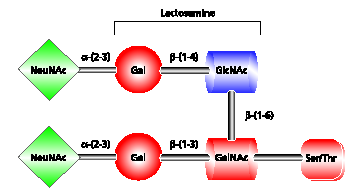 Lactosamine
α-(2-3) β-(1-4)
NeuNAc Gal GlcNAc
β-(1-6)
α-(2-3) β-(1-3)
NeuNAc Gal GalNAc Ser/Thr